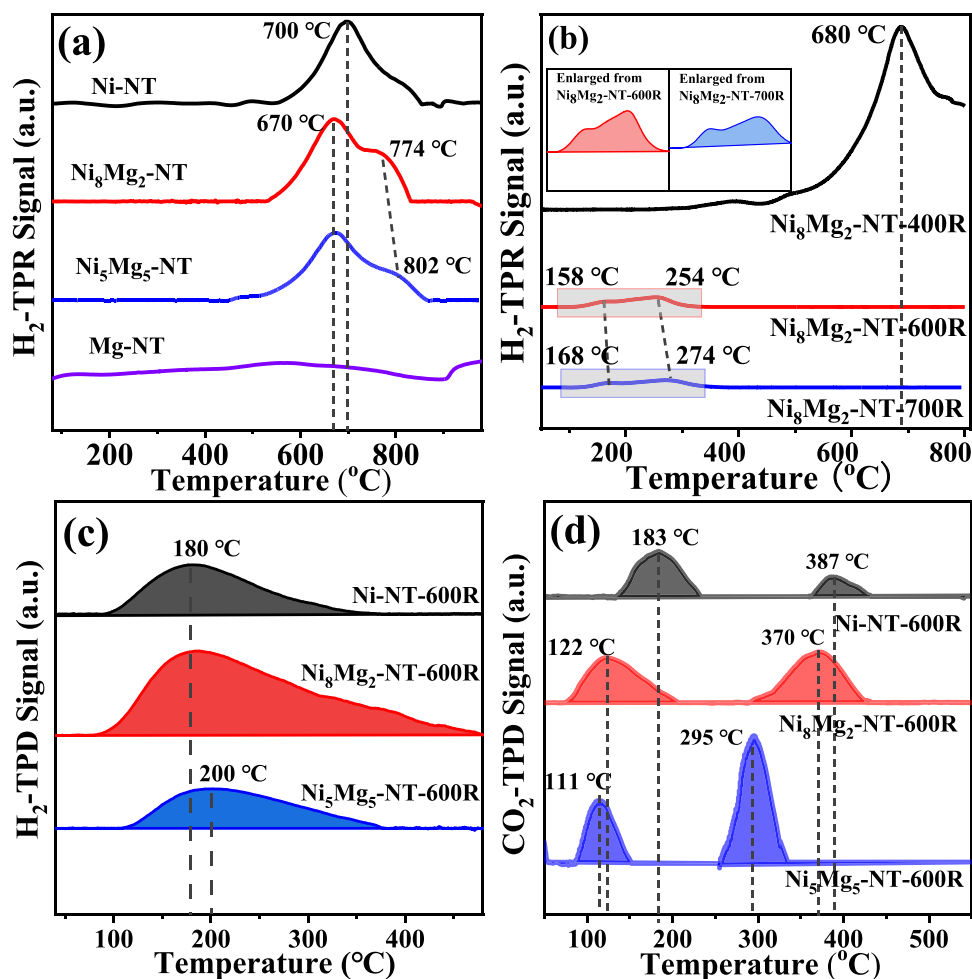 (a)
700 °C
Ni-NT
670 °C
774 °C
Ni₈Mg₂-NT
Ni₅Mg₅-NT
802 °C
Mg-NT
H₂-TPR Signal (a.u.)
200 400 600 800
Temperature (°C)
(b)
680 °C
Enlarged from
Ni₈Mg₂-NT-600R
Enlarged from
Ni₈Mg₂-NT-700R
Ni₈Mg₂-NT-400R
158 °C 254 °C
Ni₈Mg₂-NT-600R
168 °C 274 °C
Ni₈Mg₂-NT-700R
H₂-TPR Signal (a.u.)
0 200 400 600 800
Temperature (°C)
(c)
180 °C
Ni-NT-600R
Ni₈Mg₂-NT-600R
200 °C
Ni₅Mg₅-NT-600R
H₂-TPD Signal (a.u.)
100 200 300 400
Temperature (°C)
(d)
183 °C
387 °C
Ni-NT-600R
122 °C
370 °C
Ni₈Mg₂-NT-600R
295 °C
111 °C
Ni₅Mg₅-NT-600R
CO₂-TPD Signal (a.u.)
100 200 300 400 500
Temperature (°C)